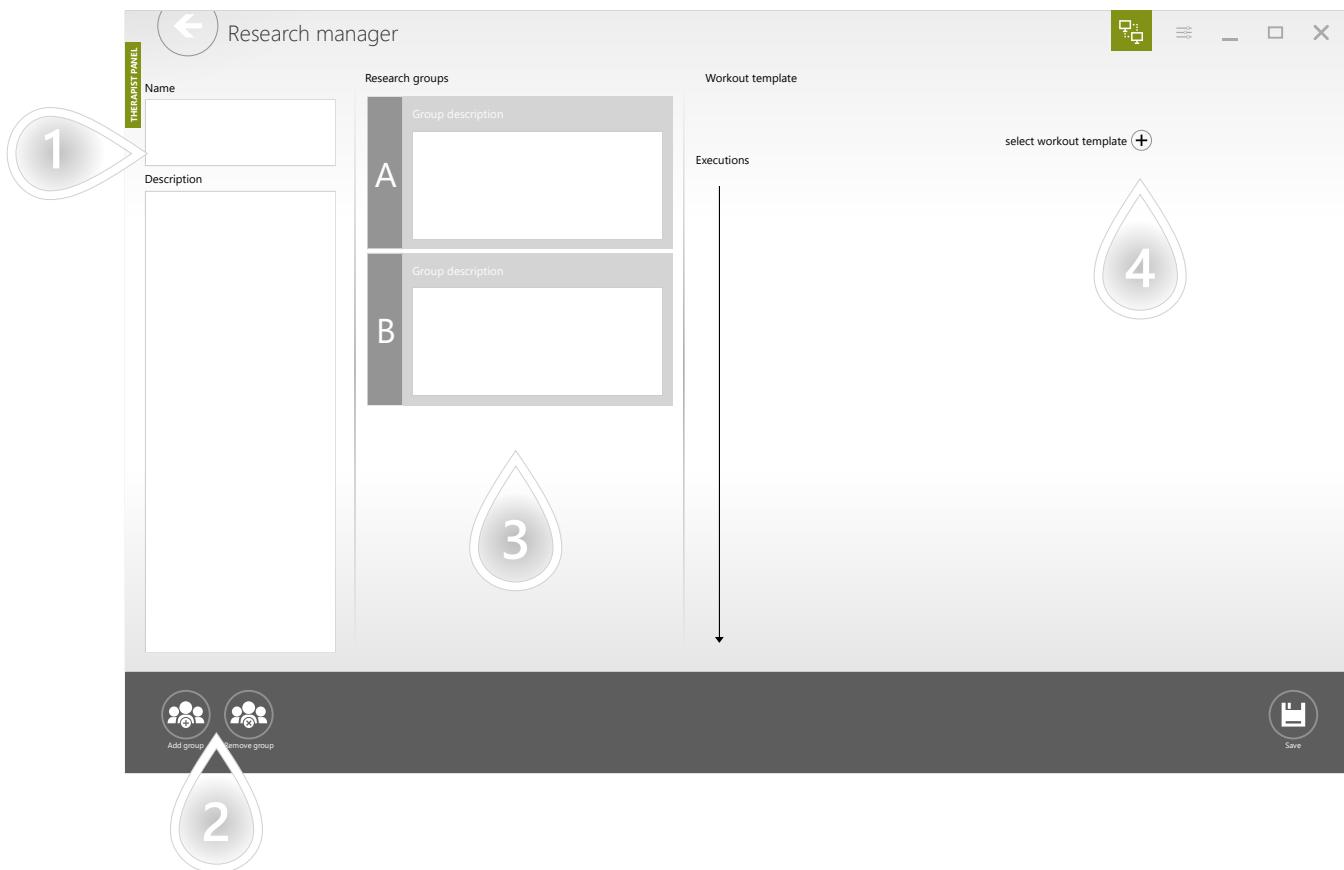 Research manager
THERAPIST PANEL
Name
Description
1
Research groups
A
Group description
B
Group description
3
Workout template
select workout template
Executions
4
Add group
Remove group
2
Save